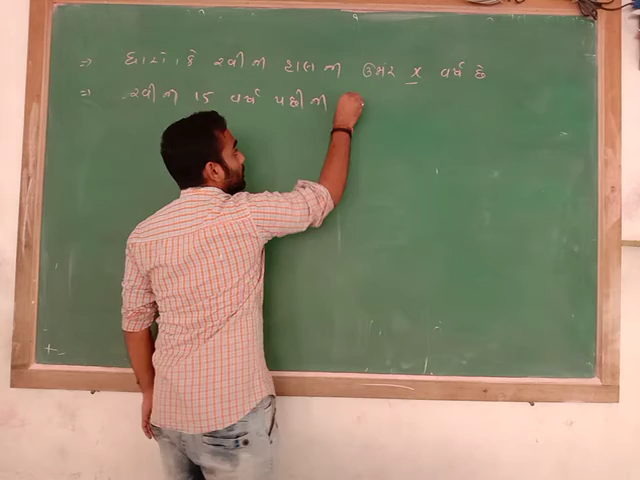 ⇒ ધારો કે રવીન હાલની ઉંમર x વર્ષ છે
⇒ રવીન 15 વર્ષ પછીન